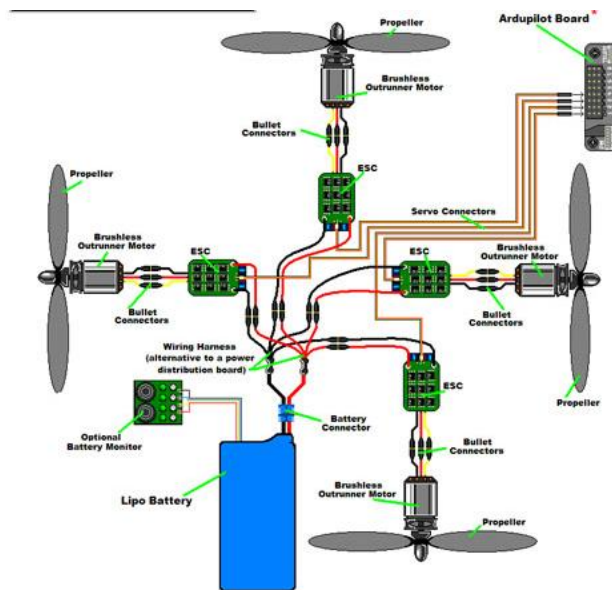 Propeller
Ardupilot Board *
Brushless
Outrunner Motor
Bullet
Connectors
ESC
Propeller
Servo Connectors
Brushless
Outrunner Motor
ESC
ESC
Brushless
Outrunner Motor
Bullet
Connectors
Bullet
Connectors
Wiring Harness
(alternative to a power
distribution board)
ESC
Propeller
Battery
Connector
Optional
Battery Monitor
Bullet
Connectors
Lipo Battery
Brushless
Outrunner Motor
Propeller